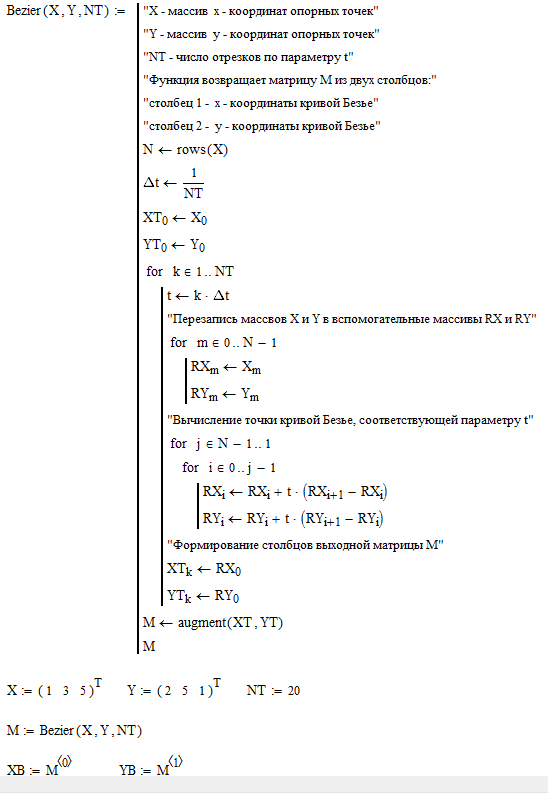 Bezier(X, Y, NT) :=
"X - массив x - координат опорных точек"
"Y - массив y - координат опорных точек"
"NT - число отрезков по параметру t"
"Функция возвращает матрицу M из двух столбцов:"
"столбец 1 - x - координаты кривой Безье"
"столбец 2 - y - координаты кривой Безье"
N ← rows(X)
Δt ← 1/NT
XT₀ ← X₀
YT₀ ← Y₀
for k ∈ 1 .. NT
t ← k · Δt
"Перезапись массвов X и Y в вспомогательные массивы RX и RY"
for m ∈ 0 .. N − 1
RXₘ ← Xₘ
RYₘ ← Yₘ
"Вычисление точки кривой Безье, соответствующей параметру t"
for j ∈ N − 1 .. 1
for i ∈ 0 .. j − 1
RXᵢ ← RXᵢ + t · (RXᵢ₊₁ − RXᵢ)
RYᵢ ← RYᵢ + t · (RYᵢ₊₁ − RYᵢ)
"Формирование столбцов выходной матрицы M"
XTₖ ← RX₀
YTₖ ← RY₀
M ← augment(XT, YT)
M
X := (1 3 5)ᵀ Y := (2 5 1)ᵀ NT := 20
M := Bezier(X, Y, NT)
XB := M⟨0⟩ YB := M⟨1⟩